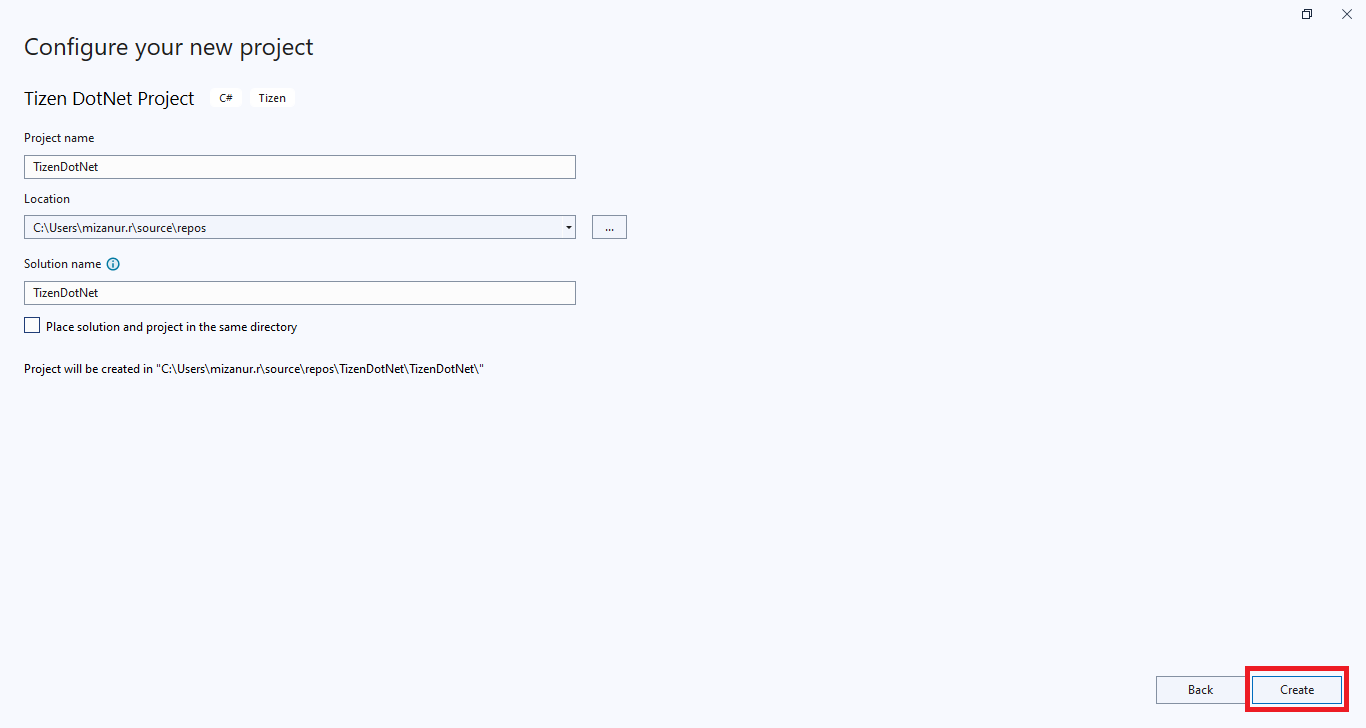 Configure your new project
Tizen DotNet Project C# Tizen
Project name
TizenDotNet
Location
C:\Users\mizanur.r\source\repos ...
Solution name
TizenDotNet
Place solution and project in the same directory
Project will be created in "C:\Users\mizanur.r\source\repos\TizenDotNet\TizenDotNet\"
Back Create